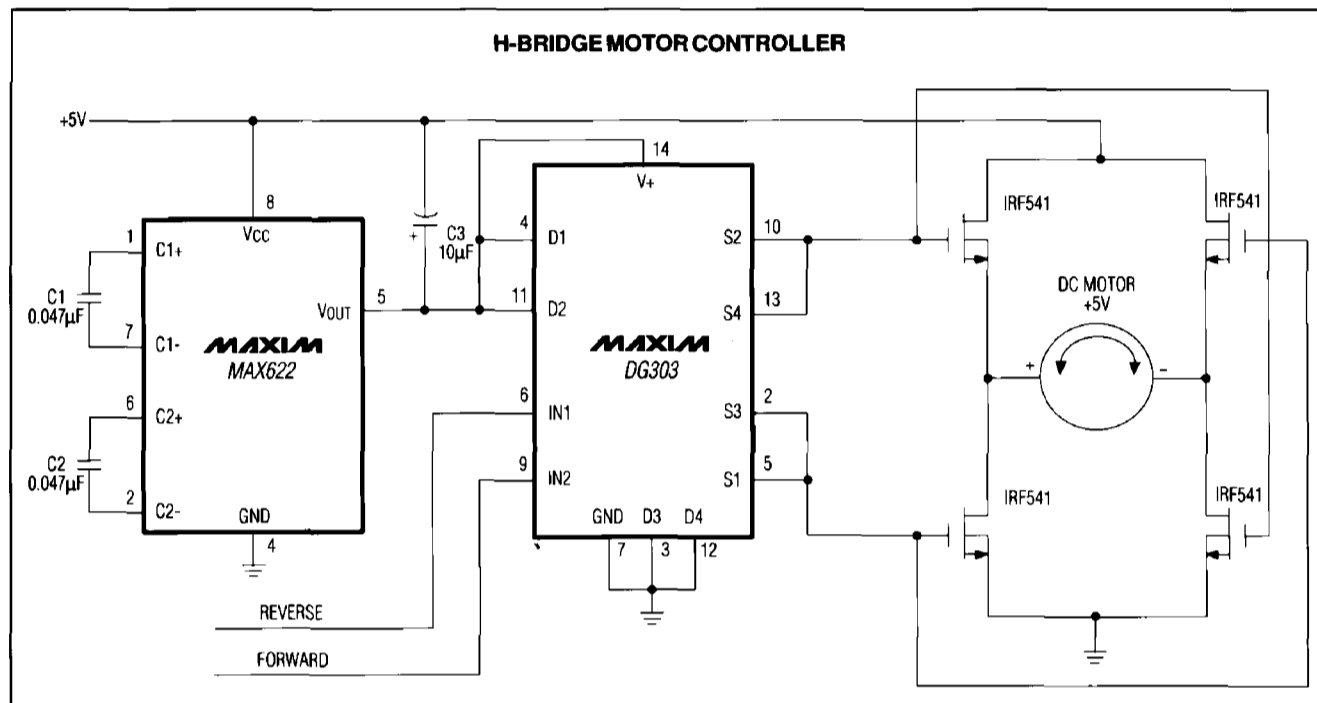 H-BRIDGE MOTOR CONTROLLER
+5V
8
VCC
1
C1+
C1
0.047µF
7
C1-
VOUT
5
MAXIM
MAX622
6
C2+
C2
0.047µF
2
C2-
GND
4
C3
10µF
+
14
V+
4
D1
11
D2
MAXIM
DG303
6
IN1
9
IN2
GND
D3
D4
7
3
12
S2
10
S4
13
S3
2
S1
5
REVERSE
FORWARD
IRF541
IRF541
DC MOTOR
+5V
+
-
IRF541
IRF541